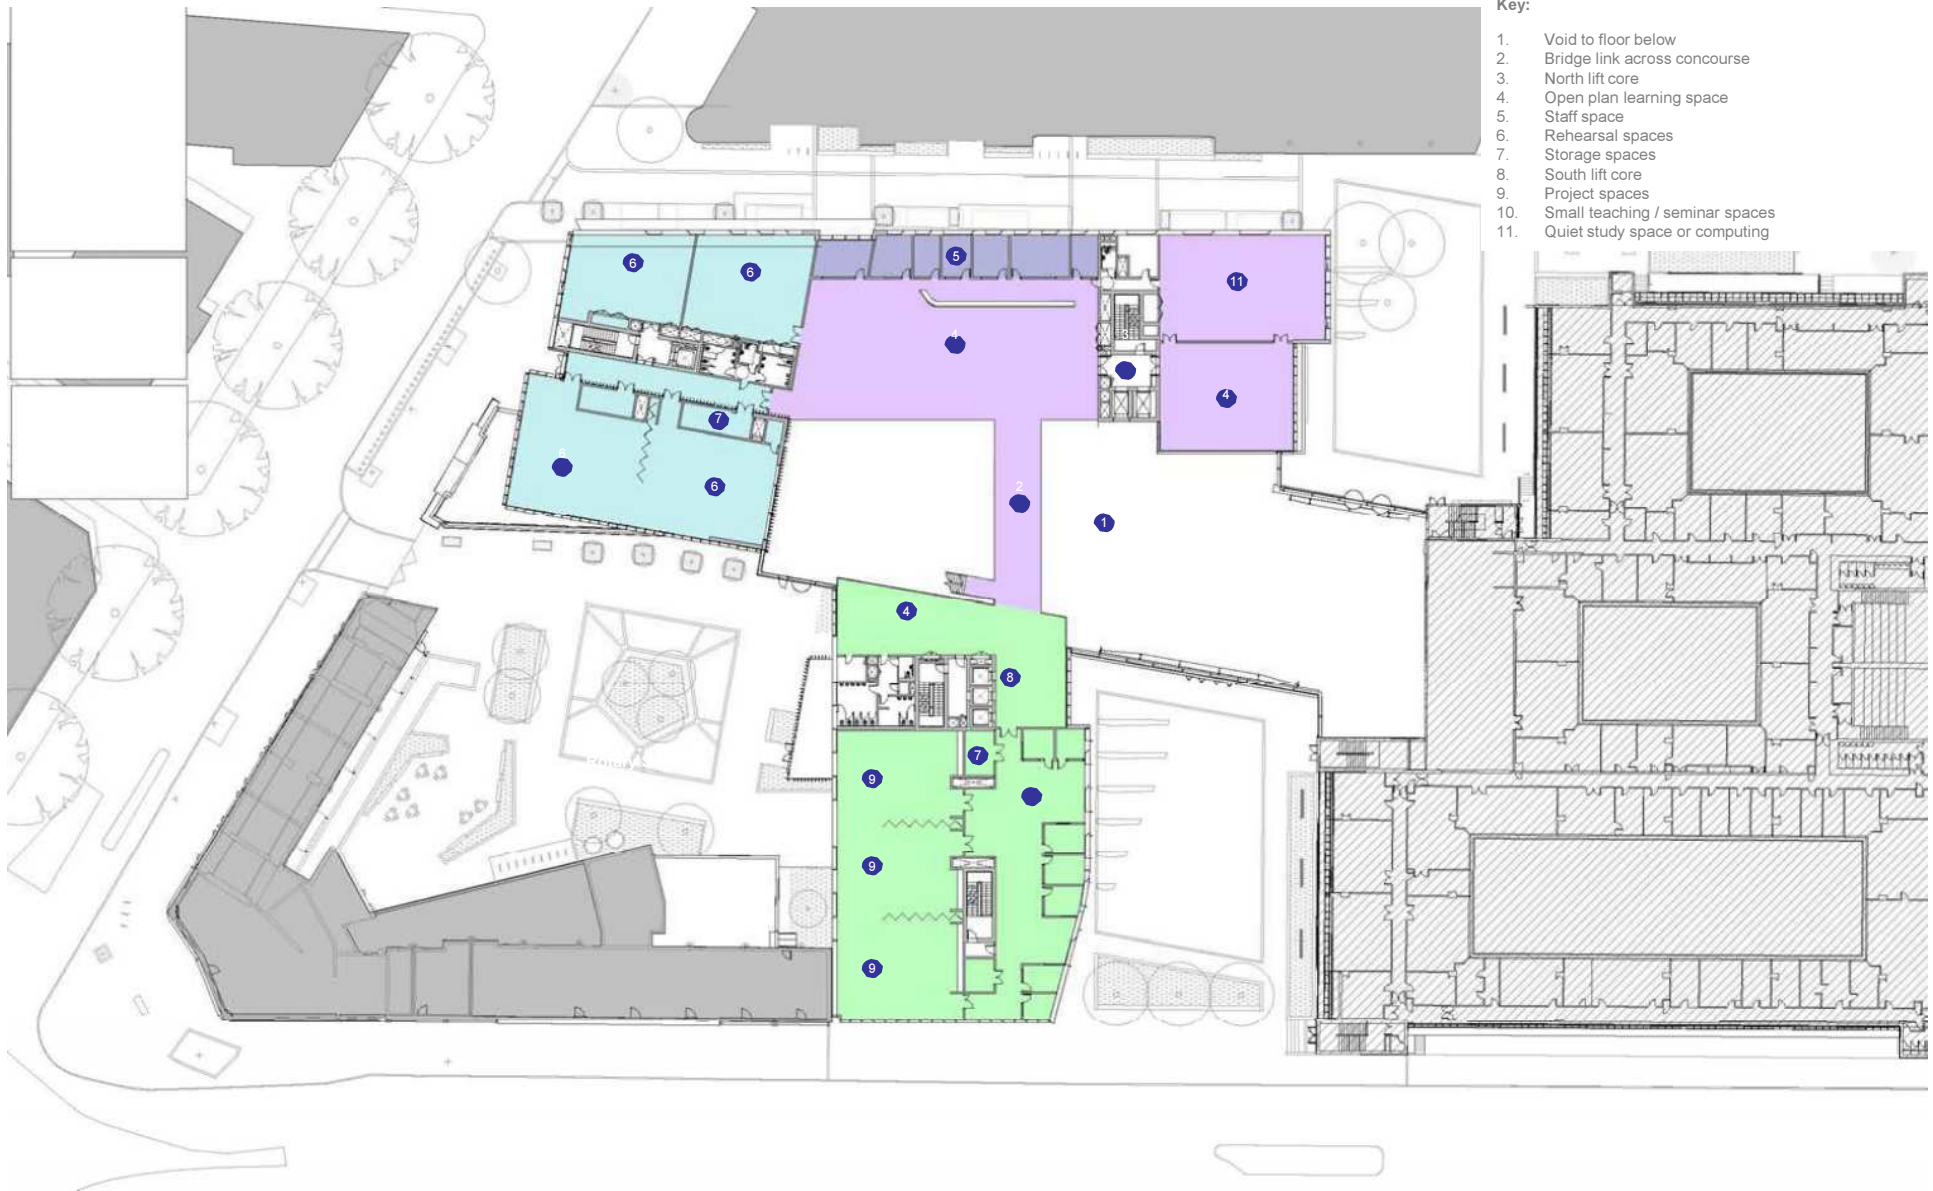 Key:
1. Void to floor below
2. Bridge link across concourse
3. North lift core
4. Open plan learning space
5. Staff space
6. Rehearsal spaces
7. Storage spaces
8. South lift core
9. Project spaces
10. Small teaching / seminar spaces
11. Quiet study space or computing
6
6
5
11
4
3
4
7
6
6
2
1
4
8
7
9
9
9